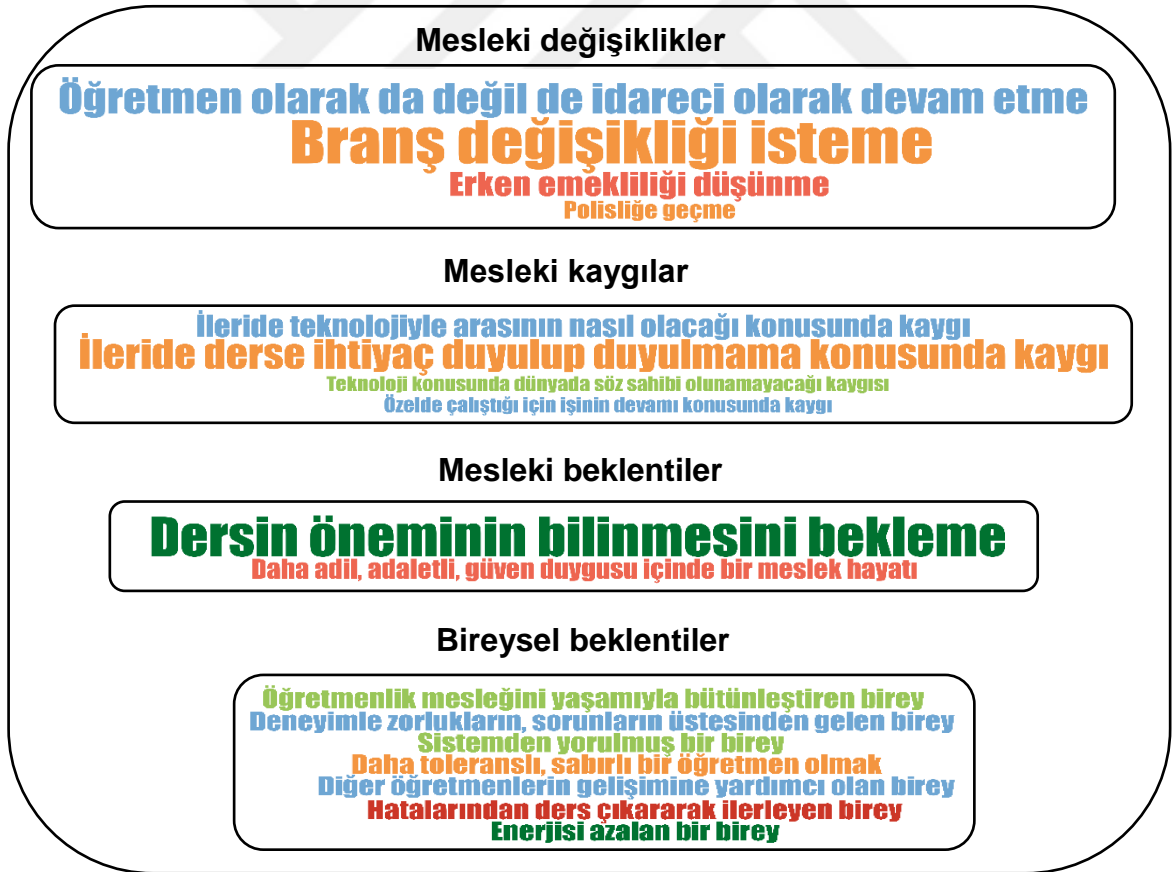 Mesleki değişiklikler
Öğretmen olarak da değil de idareci olarak devam etme
Branş değişikliği isteme
Erken emekliliği düşünme
Polisliğe geçme
Mesleki kaygılar
İleride teknolojiyle arasının nasıl olacağı konusunda kaygı
İleride derse ihtiyaç duyulup duyulmama konusunda kaygı
Teknoloji konusunda dünyada söz sahibi olunamayacağı kaygısı
Özelde çalıştığı için işinin devamı konusunda kaygı
Mesleki beklentiler
Dersin öneminin bilinmesini bekleme
Daha adil, adaletli, güven duygusu içinde bir meslek hayatı
Bireysel beklentiler
Öğretmenlik mesleğini yaşamıyla bütünleştiren birey
Deneyimle zorlukların, sorunların üstesinden gelen birey
Sistemden yorulmuş bir birey
Daha toleranslı, sabırlı bir öğretmen olmak
Diğer öğretmenlerin gelişimine yardımcı olan birey
Hatalarından ders çıkararak ilerleyen birey
Enerjisi azalan bir birey